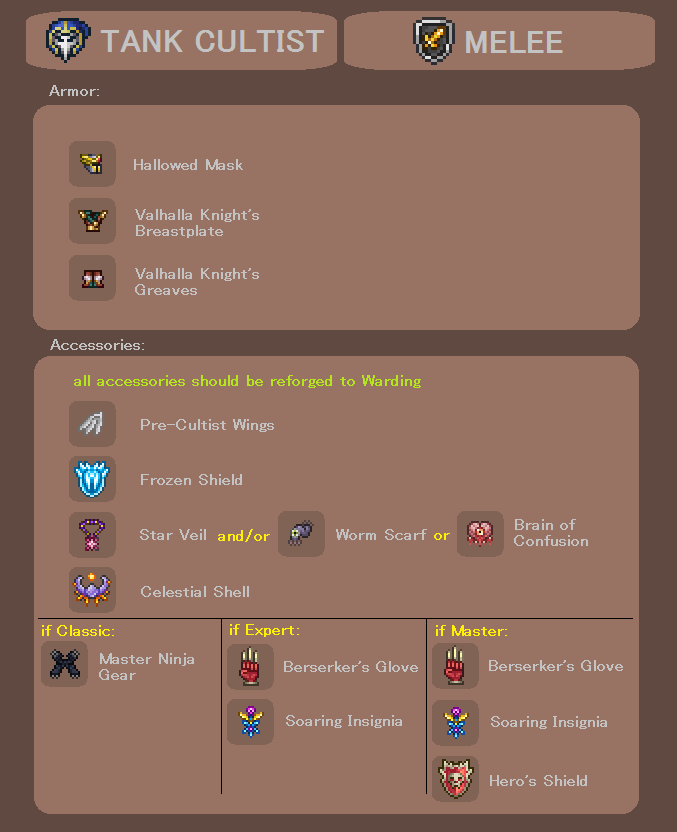 TANK CULTIST
MELEE
Armor:
Hallowed Mask
Valhalla Knight's
Breastplate
Valhalla Knight's
Greaves
Accessories:
all accessories should be reforged to Warding
Pre-Cultist Wings
Frozen Shield
Star Veil and/or Worm Scarf or Brain of
Confusion
Celestial Shell
if Classic:
Master Ninja
Gear
if Expert:
Berserker's Glove
Soaring Insignia
if Master:
Berserker's Glove
Soaring Insignia
Hero's Shield